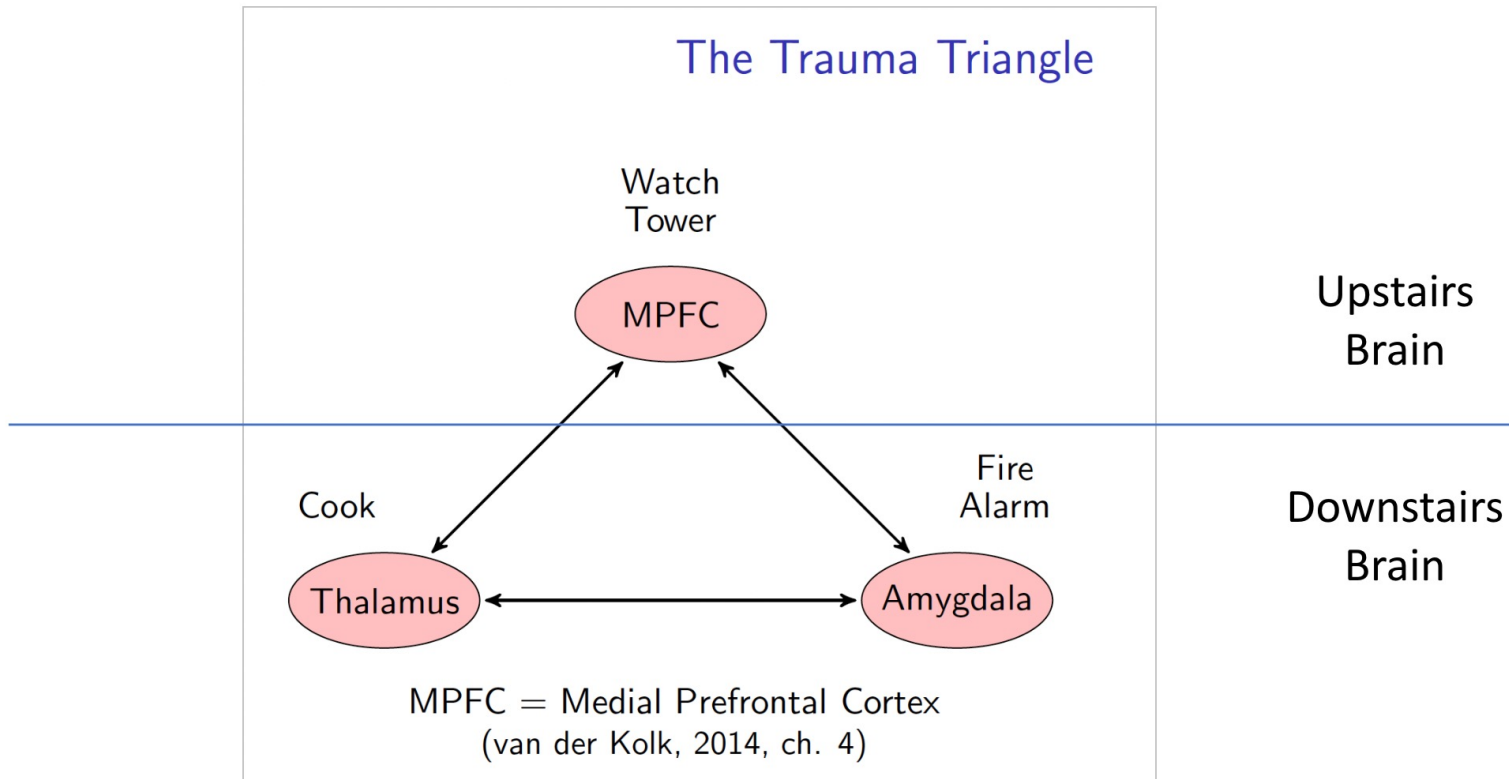 The Trauma Triangle
Watch
Tower
MPFC
Upstairs
Brain
Cook
Fire
Alarm
Downstairs
Brain
Thalamus
Amygdala
MPFC = Medial Prefrontal Cortex
(van der Kolk, 2014, ch. 4)